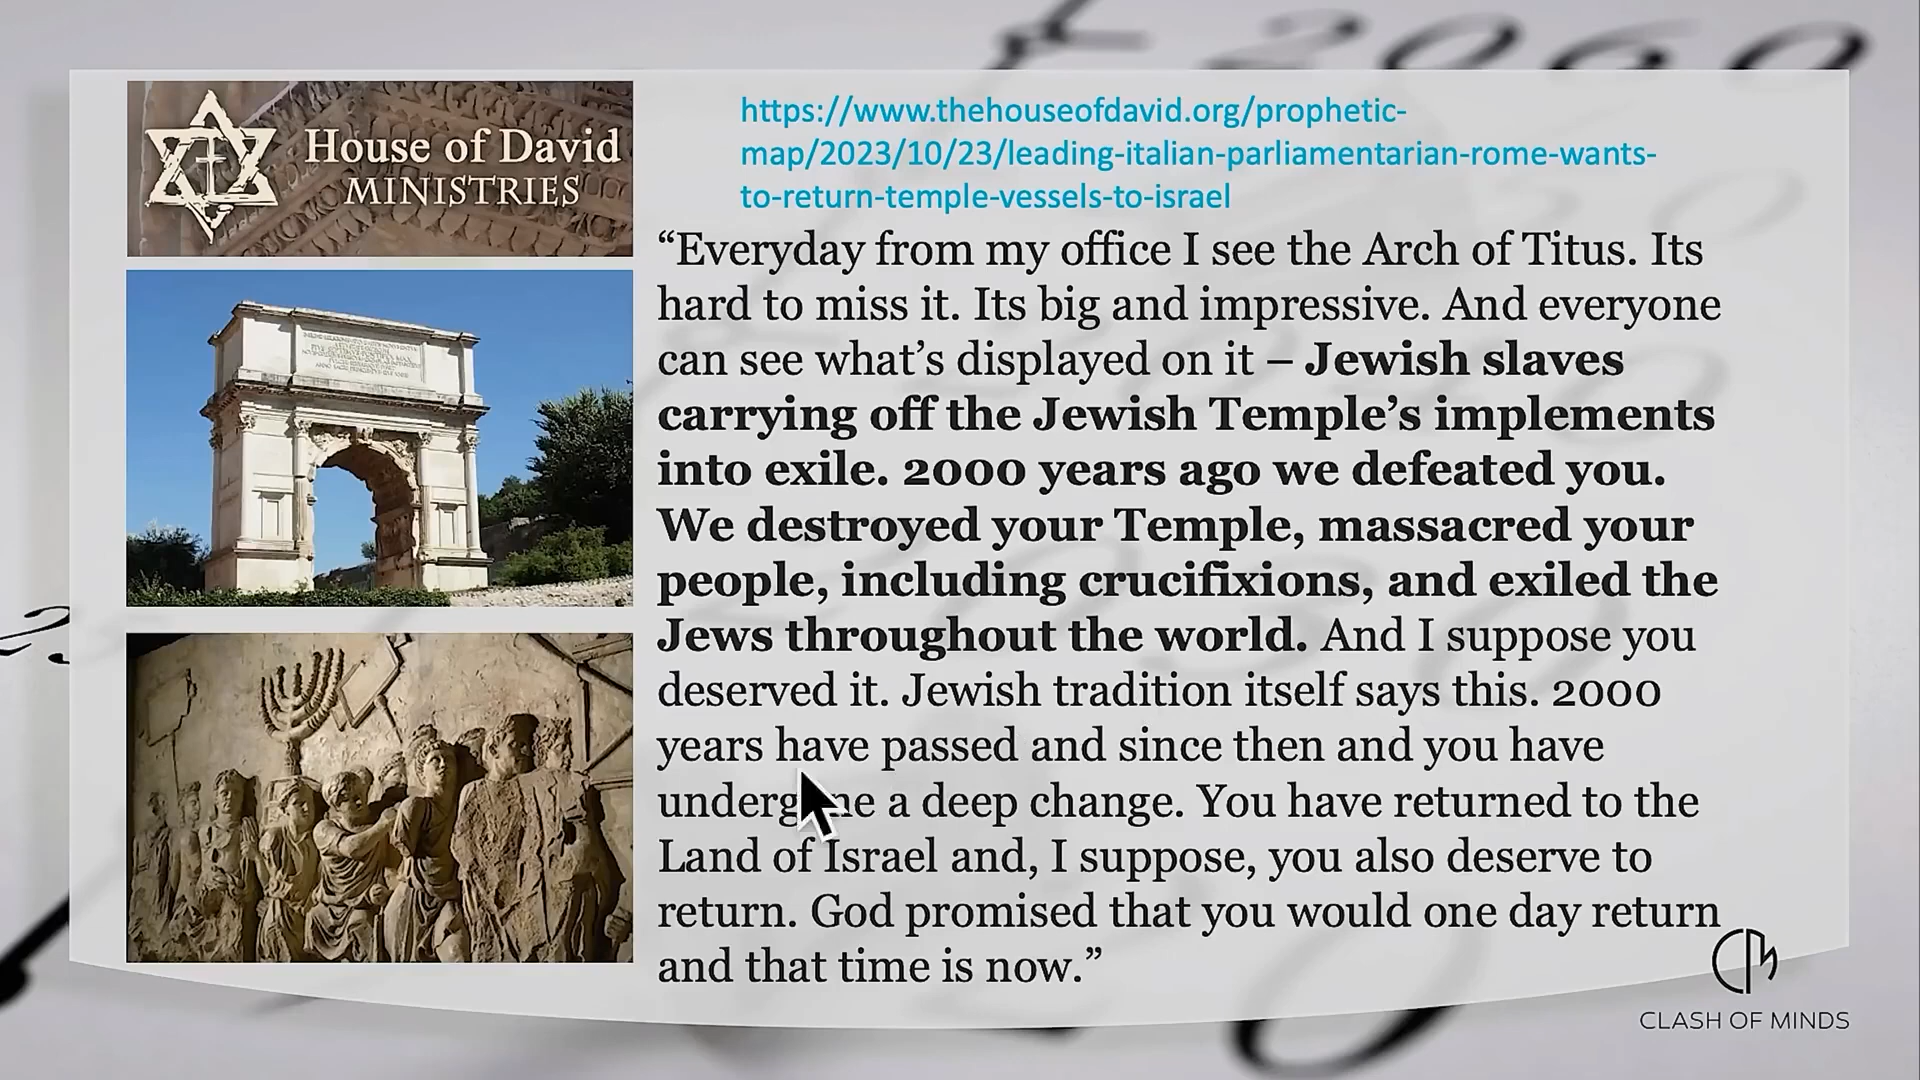 House of David
MINISTRIES
https://www.thehouseofdavid.org/prophetic-
map/2023/10/23/leading-italian-parliamentarian-rome-wants-
to-return-temple-vessels-to-israel
“Everyday from my office I see the Arch of Titus. Its
hard to miss it. Its big and impressive. And everyone
can see what’s displayed on it – Jewish slaves
carrying off the Jewish Temple’s implements
into exile. 2000 years ago we defeated you.
We destroyed your Temple, massacred your
people, including crucifixions, and exiled the
Jews throughout the world. And I suppose you
deserved it. Jewish tradition itself says this. 2000
years have passed and since then and you have
undergone a deep change. You have returned to the
Land of Israel and, I suppose, you also deserve to
return. God promised that you would one day return
and that time is now.”
CLASH OF MINDS